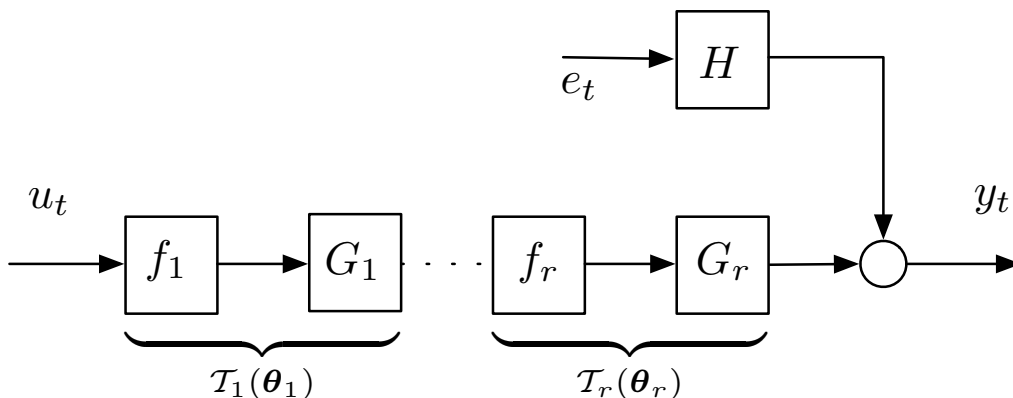 H
e_t
u_t
y_t
f_1 G_1 . . . . f_r G_r
𝒯_1(𝜽_1) 𝒯_r(𝜽_r)